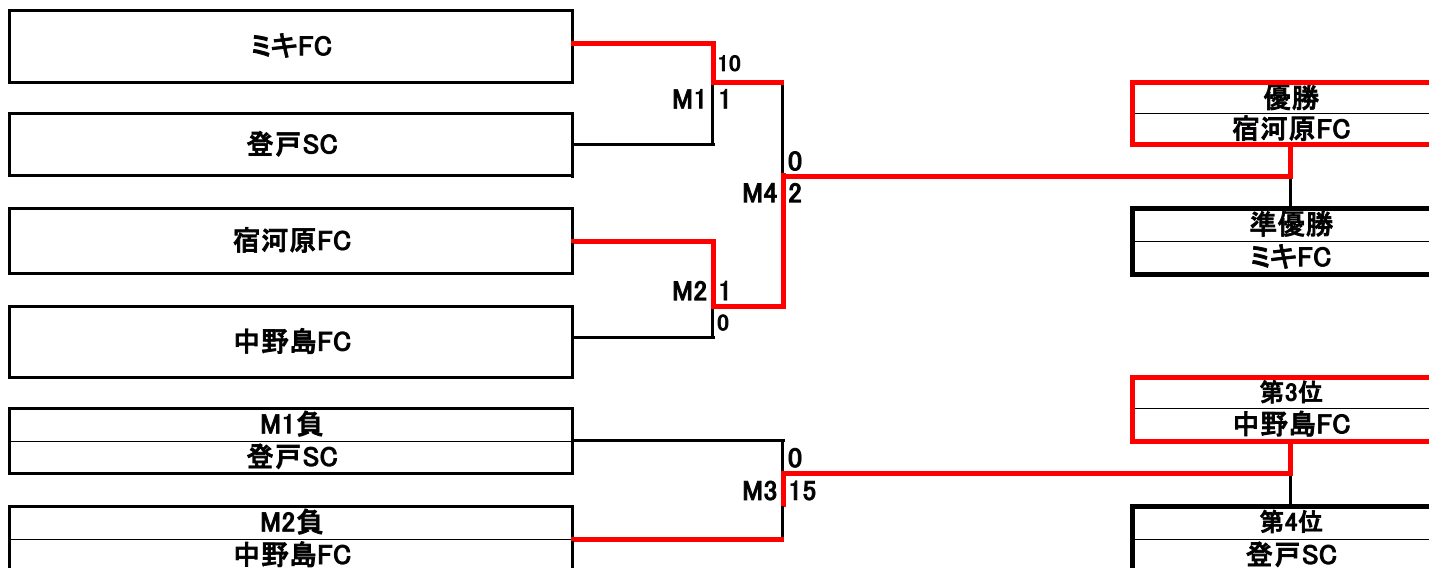 ミキFC
10
M1
1
登戸SC
優勝
宿河原FC
0
M4
2
宿河原FC
準優勝
ミキFC
M2
1
0
中野島FC
M1負
登戸SC
0
M3
15
第3位
中野島FC
M2負
中野島FC
第4位
登戸SC